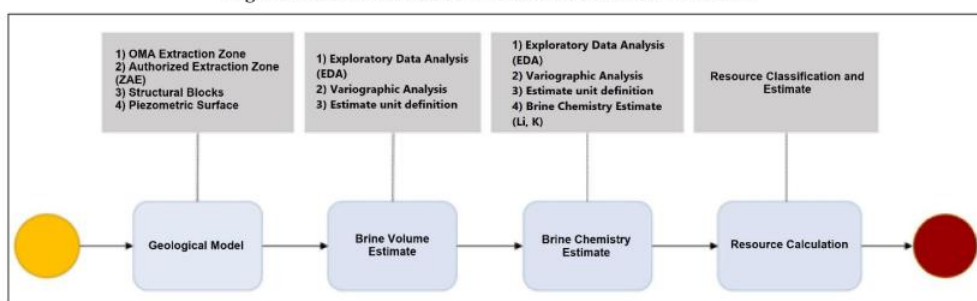 1) OMA Extraction Zone
2) Authorized Extraction Zone
(ZAE)
3) Structural Blocks
4) Piezometric Surface
1) Exploratory Data Analysis
(EDA)
2) Variographic Analysis
3) Estimate unit definition
1) Exploratory Data Analysis
(EDA)
2) Variographic Analysis
3) Estimate unit definition
4) Brine Chemistry Estimate
(Li, K)
Resource Classification and
Estimate
Geological Model
Brine Volume
Estimate
Brine Chemistry
Estimate
Resource Calculation